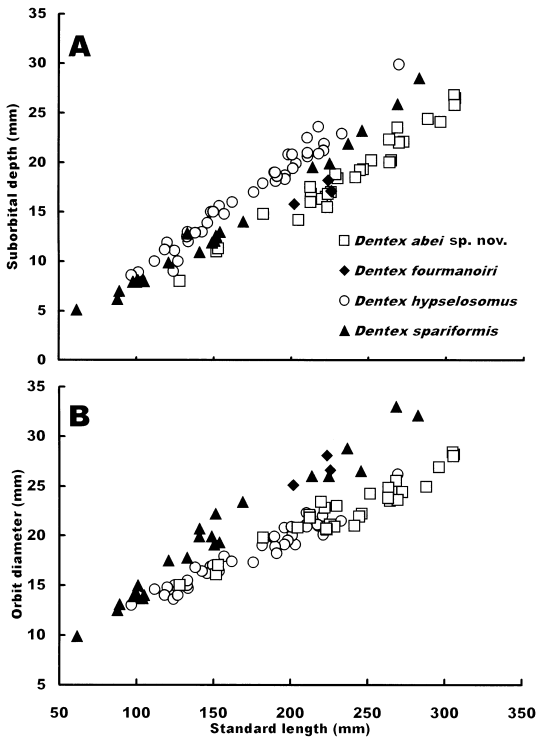 A
Suborbital depth (mm)
35
30
25
20
15
10
5
0
Dentex abei sp. nov.
Dentex fourmanoiri
Dentex hypselosomus
Dentex spariformis
B
Orbit diameter (mm)
35
30
25
20
15
10
5
50 100 150 200 250 300 350
Standard length (mm)